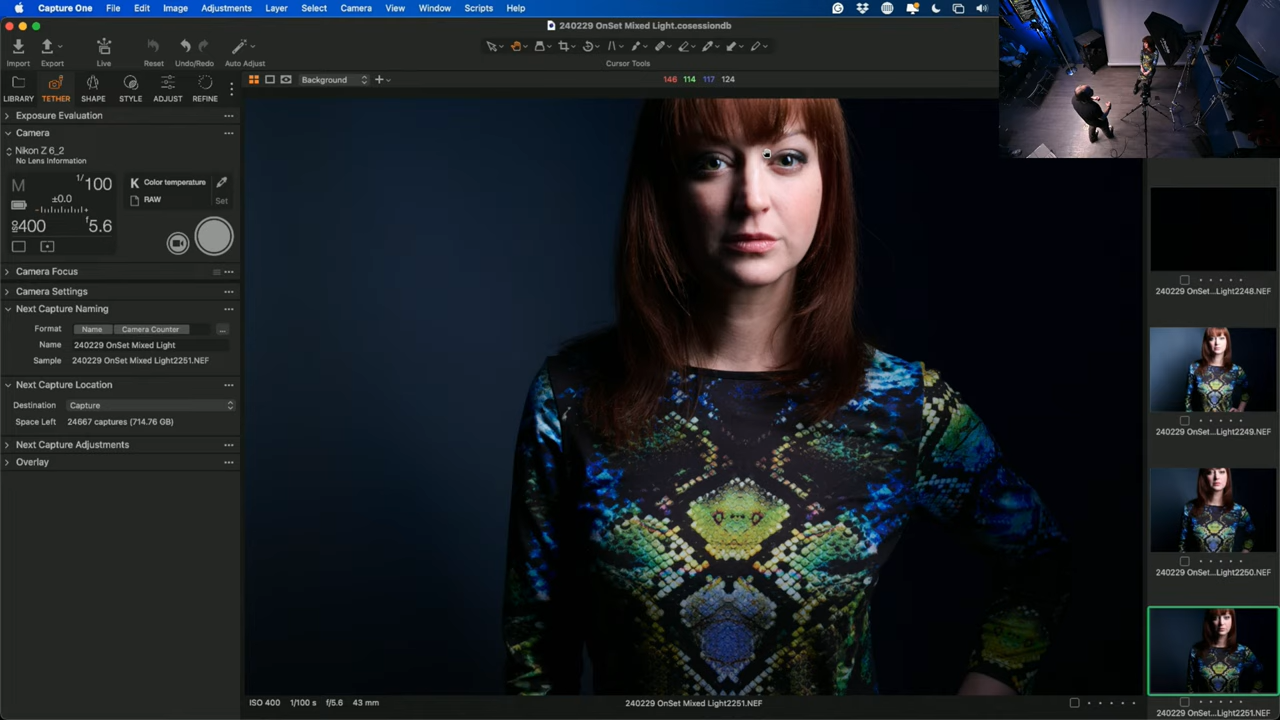 Capture One File Edit Image Adjustments Layer Select Camera View Window Scripts Help
240229 OnSet Mixed Light.cosessiondb
Import Export Live Reset Undo/Redo Auto Adjust Cursor Tools
LIBRARY TETHER SHAPE STYLE ADJUST REFINE
Background
146 114 117 124
Exposure Evaluation
Camera
Nikon Z 6_2
No Lens Information
M 1/100
K Color temperature
±0.0
RAW
Set
ISO 400 f 5.6
Camera Focus
Camera Settings
Next Capture Naming
Format Name Camera Counter ...
Name 240229 OnSet Mixed Light
Sample 240229 OnSet Mixed Light2251.NEF
Next Capture Location
Destination Capture
Space Left 24667 captures (714.76 GB)
Next Capture Adjustments
Overlay
240229 OnSet...Light2248.NEF
240229 OnSet...Light2249.NEF
240229 OnSet...Light2250.NEF
240229 OnSet...Light2251.NEF
ISO 400 1/100 s f/5.6 43 mm
240229 OnSet Mixed Light2251.NEF